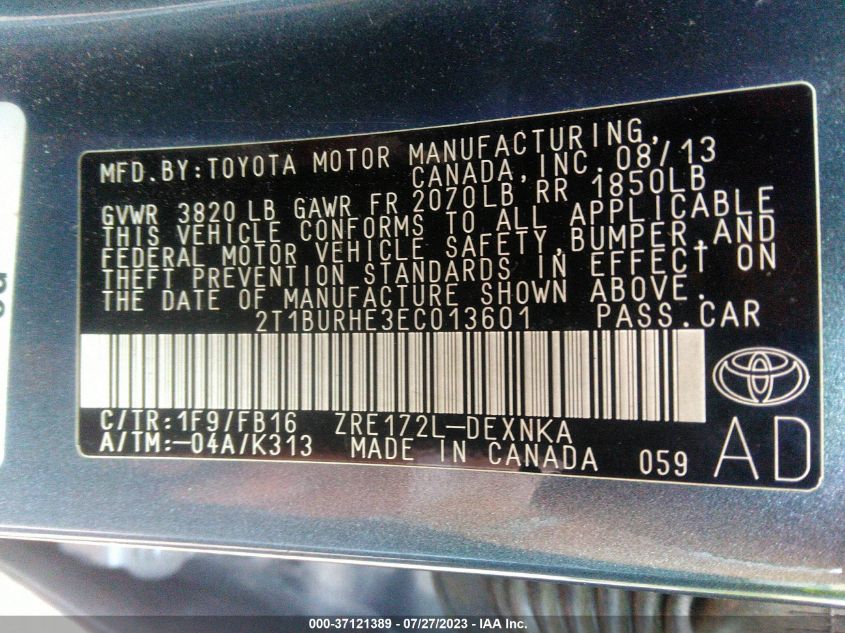 MFD.BY:TOYOTA MOTOR MANUFACTURING,
CANADA,INC. 08/13
GVWR 3820 LB GAWR FR 2070LB RR 1850LB
THIS VEHICLE CONFORMS TO ALL APPLICABLE
FEDERAL MOTOR VEHICLE SAFETY,BUMPER,AND
THEFT PREVENTION STANDARDS IN EFFECT ON
THE DATE OF MANUFACTURE SHOWN ABOVE.
2T1BURHE3EC013601 PASS.CAR
C/TR:1F9/FB16 ZRE172L-DEXNKA
A/TM:-04A/K313 MADE IN CANADA 059
AD
000-37121389 / 07/27/2023 - IAA Inc.